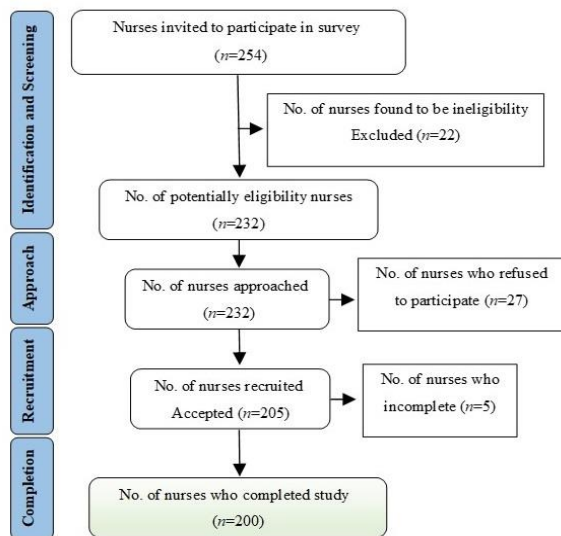 Identification and Screening
Nurses invited to participate in survey
(n=254)
No. of nurses found to be ineligibility
Excluded (n=22)
No. of potentially eligibility nurses
(n=232)
Approach
No. of nurses approached
(n=232)
No. of nurses who refused
to participate (n=27)
Recruitment
No. of nurses recruited
Accepted (n=205)
No. of nurses who
incomplete (n=5)
Completion
No. of nurses who completed study
(n=200)